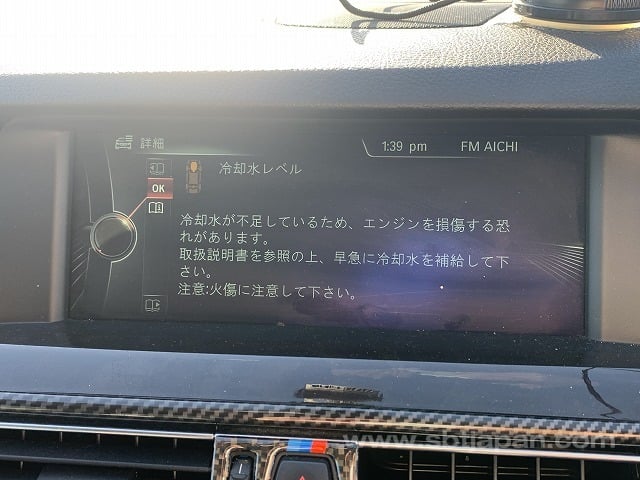 詳細
1:39 pm
FM AICHI
OK
冷却水レベル
冷却水が不足しているため、エンジンを損傷する恐
れがあります。
取扱説明書を参照の上、早急に冷却水を補給して下
さい。
注意:火傷に注意して下さい。
www.sbtjapan.com